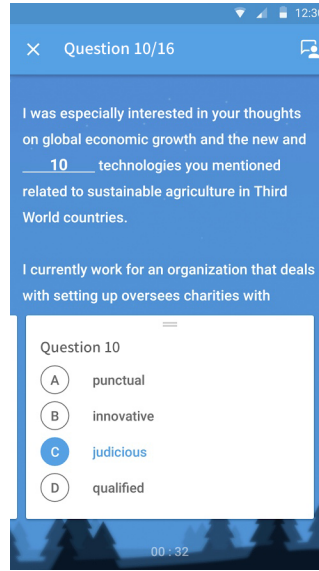 12:30
Question 10/16
I was especially interested in your thoughts
on global economic growth and the new and
10 technologies you mentioned
related to sustainable agriculture in Third
World countries.
I currently work for an organization that deals
with setting up oversees charities with
Question 10
A punctual
B innovative
C judicious
D qualified
00 : 32